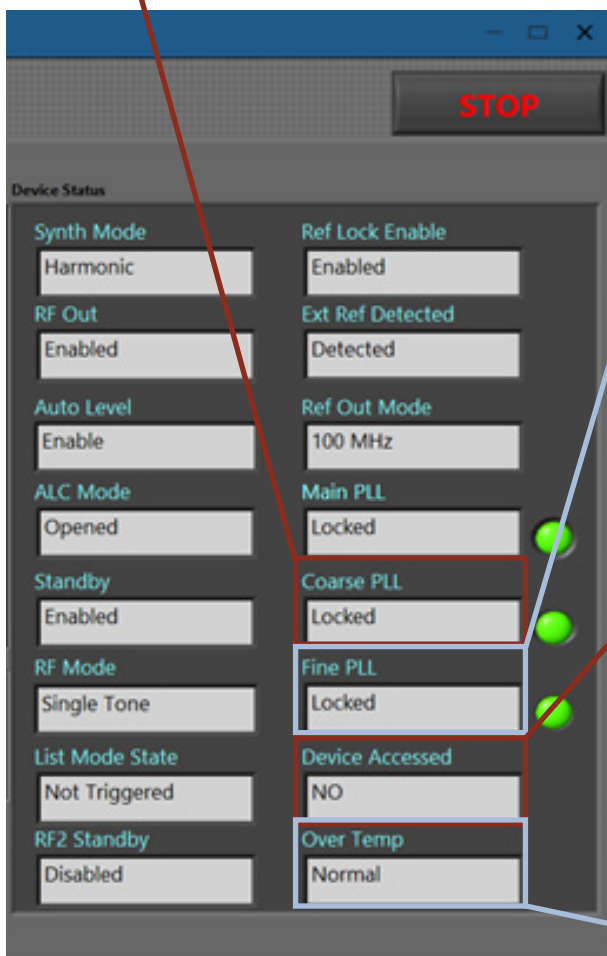 STOP
Device Status
Synth Mode
Harmonic
RF Out
Enabled
Auto Level
Enable
ALC Mode
Opened
Standby
Enabled
RF Mode
Single Tone
List Mode State
Not Triggered
RF2 Standby
Disabled
Ref Lock Enable
Enabled
Ext Ref Detected
Detected
Ref Out Mode
100 MHz
Main PLL
Locked
Coarse PLL
Locked
Fine PLL
Locked
Device Accessed
NO
Over Temp
Normal